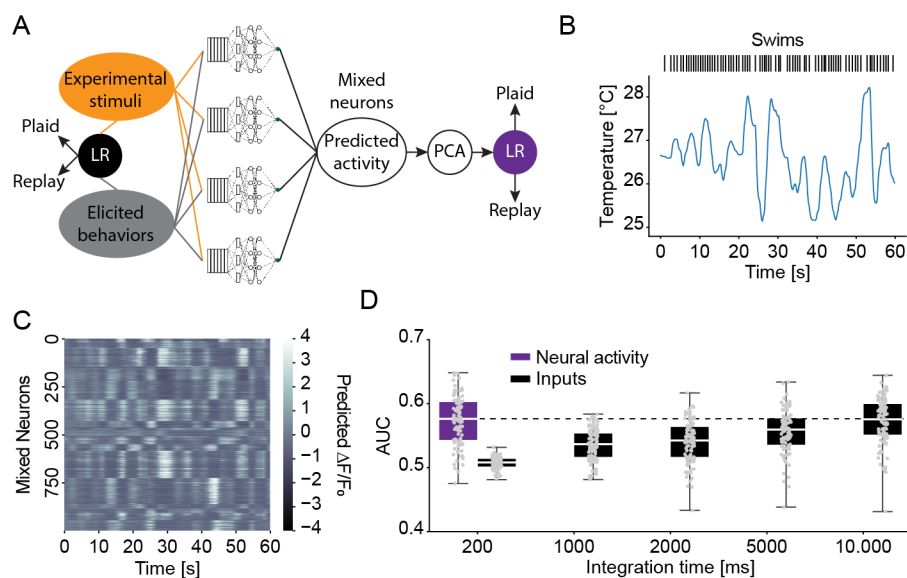 A
Experimental
stimuli
Plaid
LR
Replay
Elicited
behaviors
Mixed
neurons
Predicted
activity
PCA
Plaid
LR
Replay
B
Swims
Temperature [°C]
28
27
26
25
0 10 20 30 40 50 60
Time [s]
C
Mixed Neurons
0
250
500
750
0 10 20 30 40 50 60
Time [s]
4
3
2
1
0
−1
−2
−3
−4
Predicted ΔF/F₀
D
AUC
0.7
0.6
0.5
0.4
Neural activity
Inputs
200 1000 2000 5000 10.000
Integration time [ms]